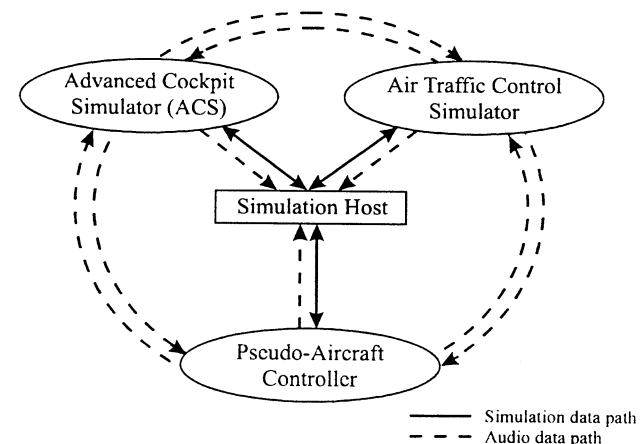 Advanced Cockpit
Simulator (ACS)
Air Traffic Control
Simulator
Simulation Host
Pseudo-Aircraft
Controller
Simulation data path
Audio data path